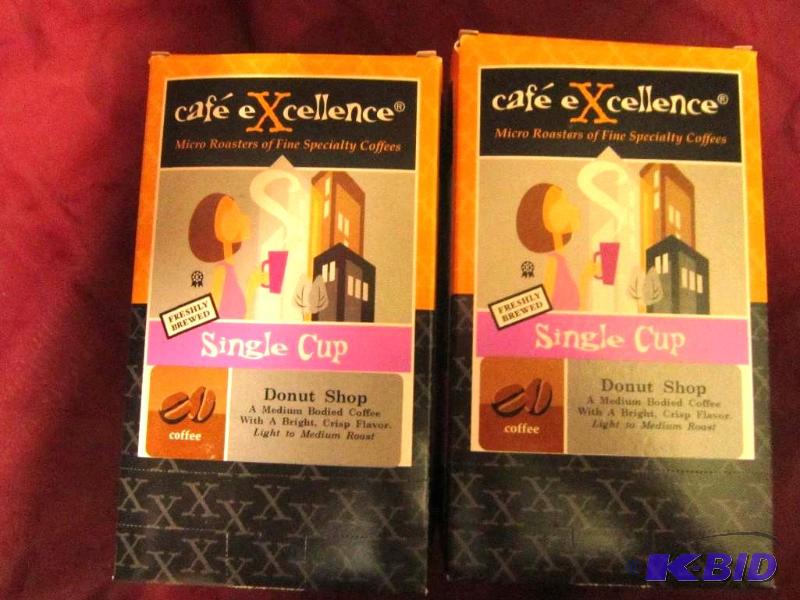 café eXcellence®
Micro Roasters of Fine Specialty Coffees
FRESHLY
BREWED
Single Cup
Donut Shop
A Medium Bodied Coffee
With A Bright, Crisp Flavor.
Light to Medium Roast
coffee
café eXcellence®
Micro Roasters of Fine Specialty Coffees
FRESHLY
BREWED
Single Cup
Donut Shop
A Medium Bodied Coffee
With A Bright, Crisp Flavor.
Light to Medium Roast
coffee
K-BID